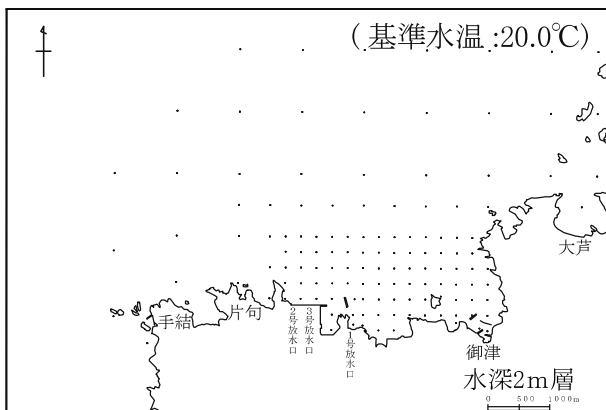 (基準水温:20.0℃)
大芦
手結
片句
2号放水口
3号放水口
1号放水口
御津
水深2m層
0 500 1000m